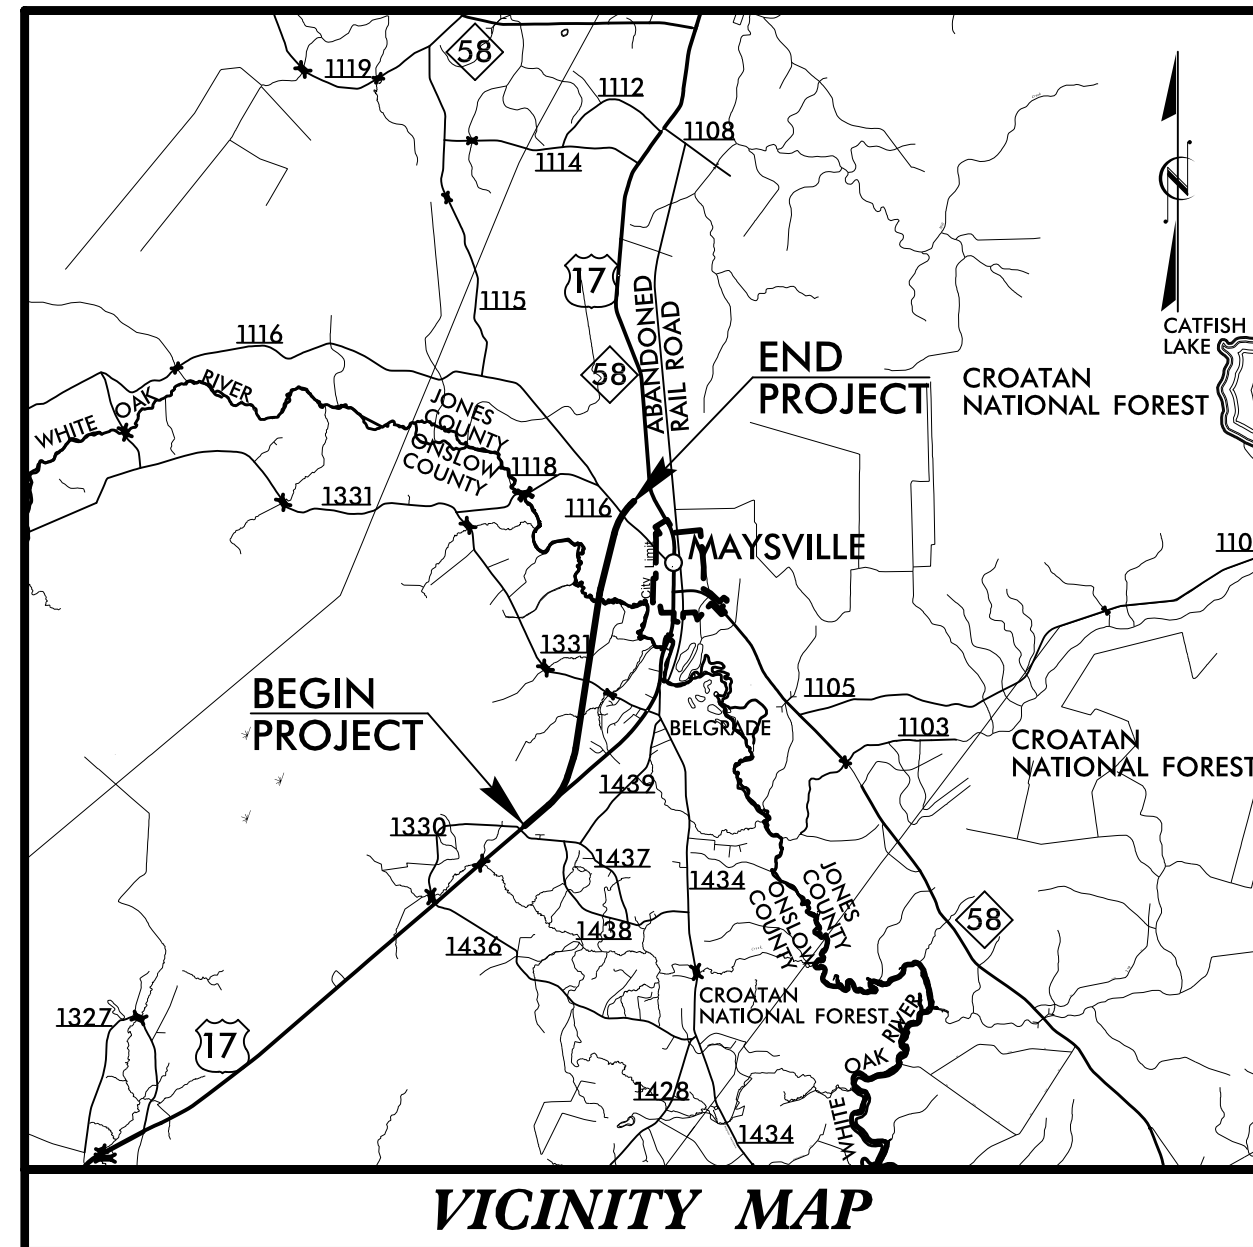 58
1119
1112
1108
1114
17
1115
ABANDONED
RAIL ROAD
CATFISH
LAKE
1116
58
END
PROJECT
CROATAN
NATIONAL FOREST
WHITE OAK RIVER
JONES
COUNTY
ONSLOW
COUNTY
1118
1331
1116
MAYSVILLE
City Limit
110
1331
BEGIN
PROJECT
1105
BELGRADE
1103
CROATAN
NATIONAL FOREST
1439
1330
1437
1434
JONES
COUNTY
ONSLOW
COUNTY
58
1438
1436
CROATAN
NATIONAL FOREST
1327
17
WHITE OAK RIVER
1428
1434
VICINITY MAP